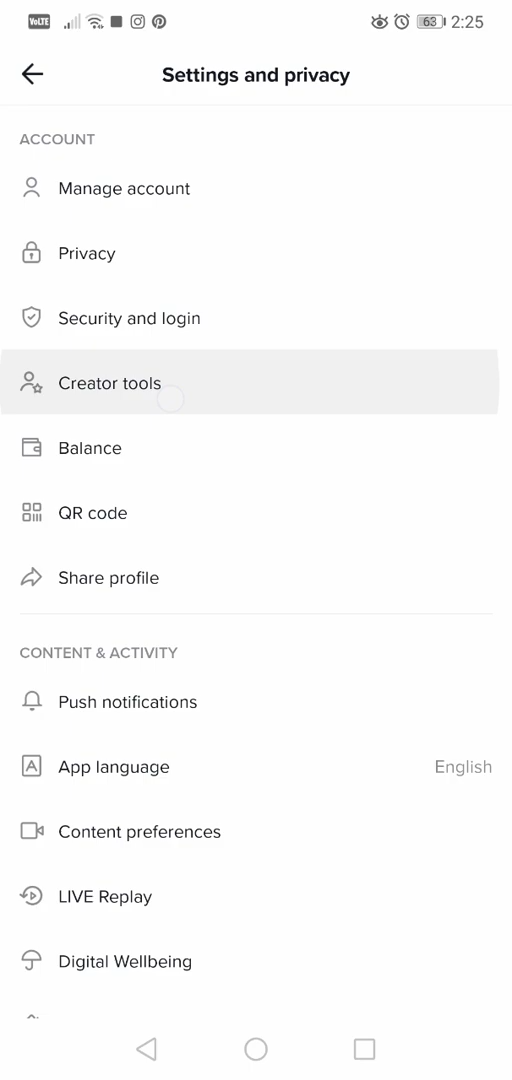 VoLTE 63 2:25
Settings and privacy
ACCOUNT
Manage account
Privacy
Security and login
Creator tools
Balance
QR code
Share profile
CONTENT & ACTIVITY
Push notifications
App language English
Content preferences
LIVE Replay
Digital Wellbeing